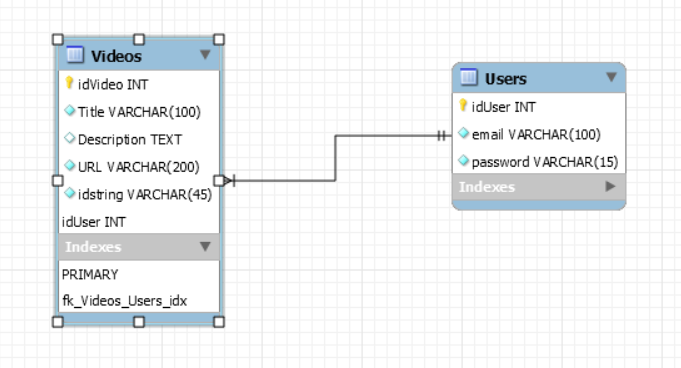 Videos
idVideo INT
Title VARCHAR(100)
Description TEXT
URL VARCHAR(200)
idstring VARCHAR(45)
idUser INT
Indexes
PRIMARY
fk_Videos_Users_idx
Users
idUser INT
email VARCHAR(100)
password VARCHAR(15)
Indexes